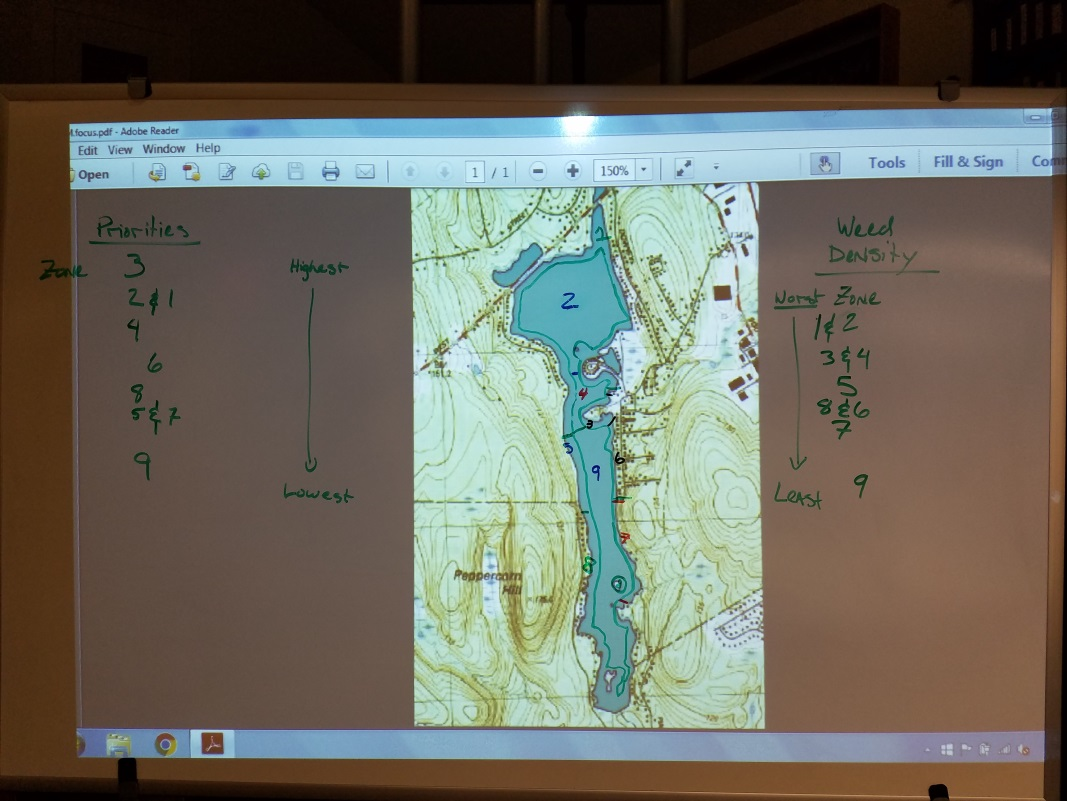 M.focus.pdf - Adobe Reader
Edit View Window Help
Open 1 / 1 150% Tools Fill & Sign Com
Priorities
Zone 3
2 & 1
4
6
8
5 & 7
9
Highest
Lowest
1
2
4
3
5
9
6
7
8
Peppercorn
Hill
Weed
Density
Worst Zone
1 & 2
3 & 4
5
8 & 6
7
9
Least